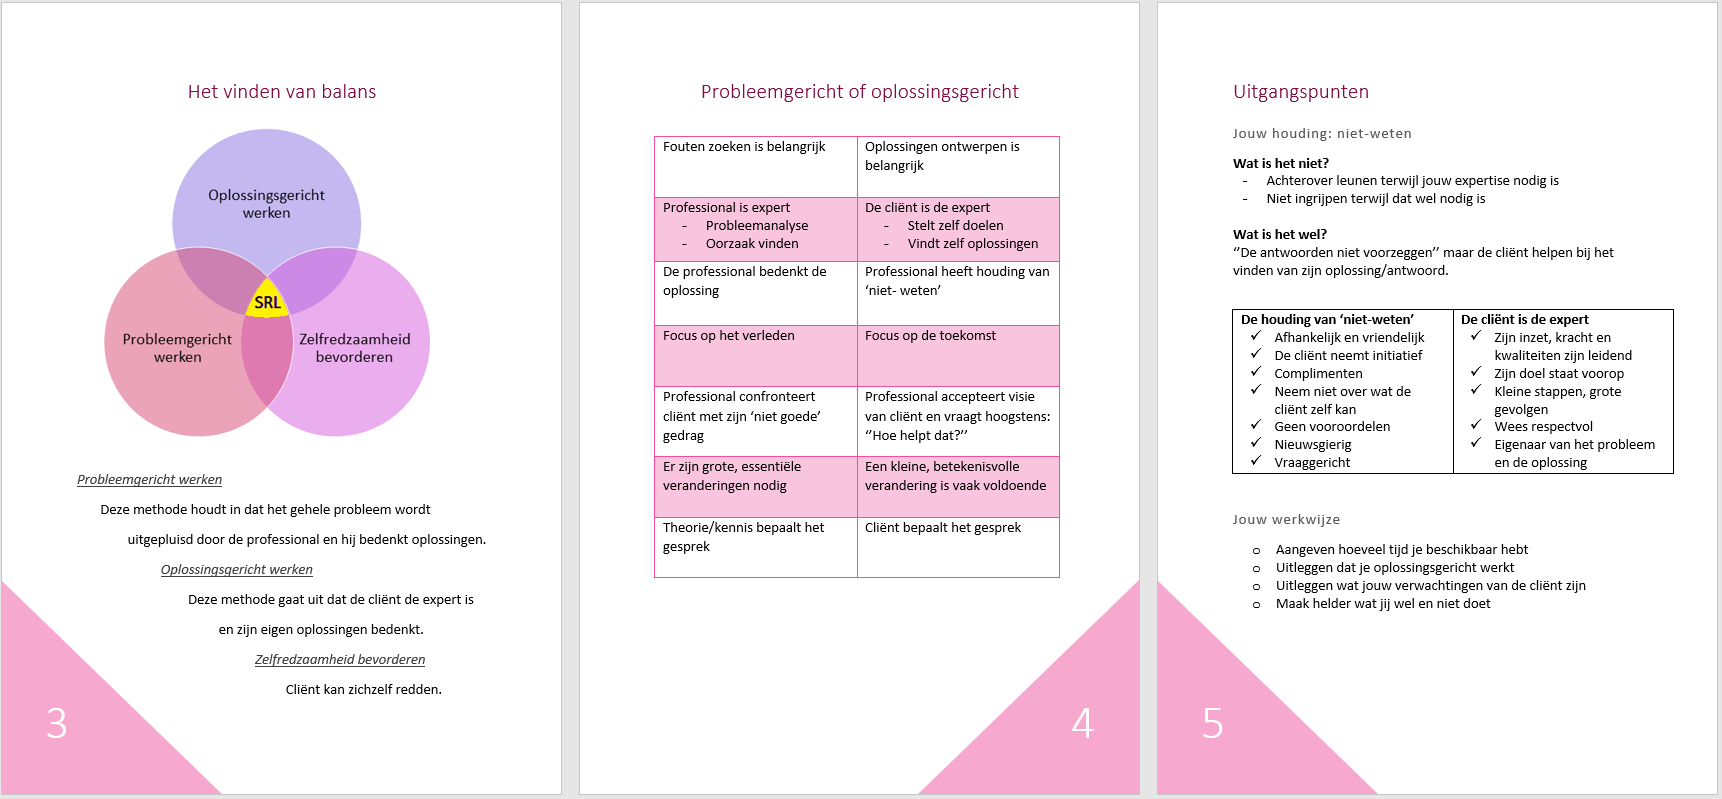 Het vinden van balans
Oplossingsgericht
werken
SRL
Probleemgericht
werken
Zelfredzaamheid
bevorderen
Probleemgericht werken
Deze methode houdt in dat het gehele probleem wordt
uitgepluisd door de professional en hij bedenkt oplossingen.
Oplossingsgericht werken
Deze methode gaat uit dat de cliënt de expert is
en zijn eigen oplossingen bedenkt.
Zelfredzaamheid bevorderen
Cliënt kan zichzelf redden.
3
Probleemgericht of oplossingsgericht
Fouten zoeken is belangrijk
Oplossingen ontwerpen is
belangrijk
Professional is expert
- Probleemanalyse
- Oorzaak vinden
De cliënt is de expert
- Stelt zelf doelen
- Vindt zelf oplossingen
De professional bedenkt de
oplossing
Professional heeft houding van
‘niet- weten’
Focus op het verleden
Focus op de toekomst
Professional confronteert
cliënt met zijn ‘niet goede’
gedrag
Professional accepteert visie
van cliënt en vraagt hoogstens:
‘’Hoe helpt dat?’’
Er zijn grote, essentiële
veranderingen nodig
Een kleine, betekenisvolle
verandering is vaak voldoende
Theorie/kennis bepaalt het
gesprek
Cliënt bepaalt het gesprek
4
Uitgangspunten
Jouw houding: niet-weten
Wat is het niet?
- Achterover leunen terwijl jouw expertise nodig is
- Niet ingrijpen terwijl dat wel nodig is
Wat is het wel?
‘’De antwoorden niet voorzeggen’’ maar de cliënt helpen bij het
vinden van zijn oplossing/antwoord.
De houding van ‘niet-weten’
✓ Afhankelijk en vriendelijk
✓ De cliënt neemt initiatief
✓ Complimenten
✓ Neem niet over wat de
cliënt zelf kan
✓ Geen vooroordelen
✓ Nieuwsgierig
✓ Vraaggericht
De cliënt is de expert
✓ Zijn inzet, kracht en
kwaliteiten zijn leidend
✓ Zijn doel staat voorop
✓ Kleine stappen, grote
gevolgen
✓ Wees respectvol
✓ Eigenaar van het probleem
en de oplossing
Jouw werkwijze
o Aangeven hoeveel tijd je beschikbaar hebt
o Uitleggen dat je oplossingsgericht werkt
o Uitleggen wat jouw verwachtingen van de cliënt zijn
o Maak helder wat jij wel en niet doet
5